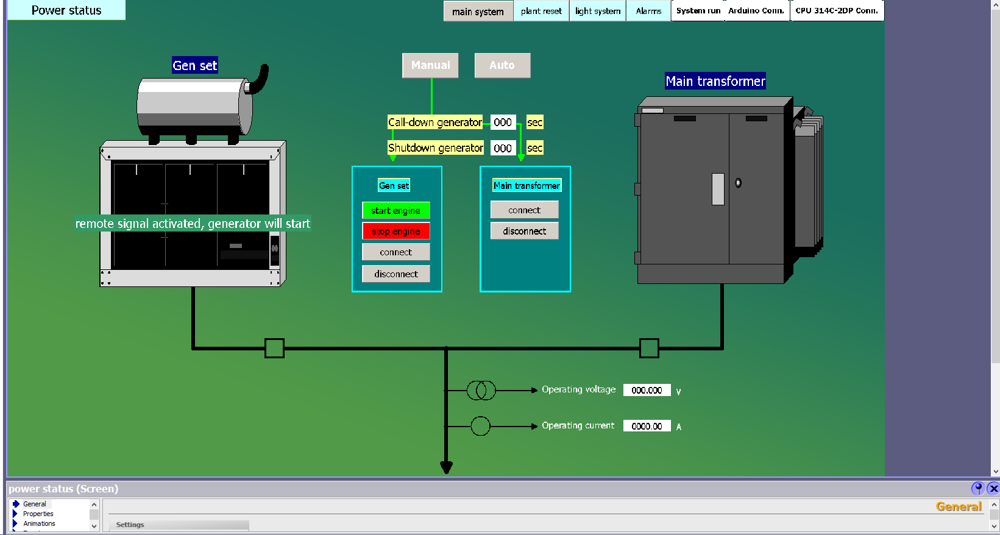 Power status
main system
plant reset
light system
Alarms
System run
Arduino Conn.
CPU 314C-2DP Conn.
Gen set
Manual
Auto
Main transformer
Call-down generator 000 sec
Shutdown generator 000 sec
Gen set
start engine
stop engine
connect
disconnect
Main transformer
connect
disconnect
remote signal activated, generator will start
Operating voltage 000.000 V
Operating current 0000.00 A
power status (Screen)
General
Properties
Animations
General
Settings